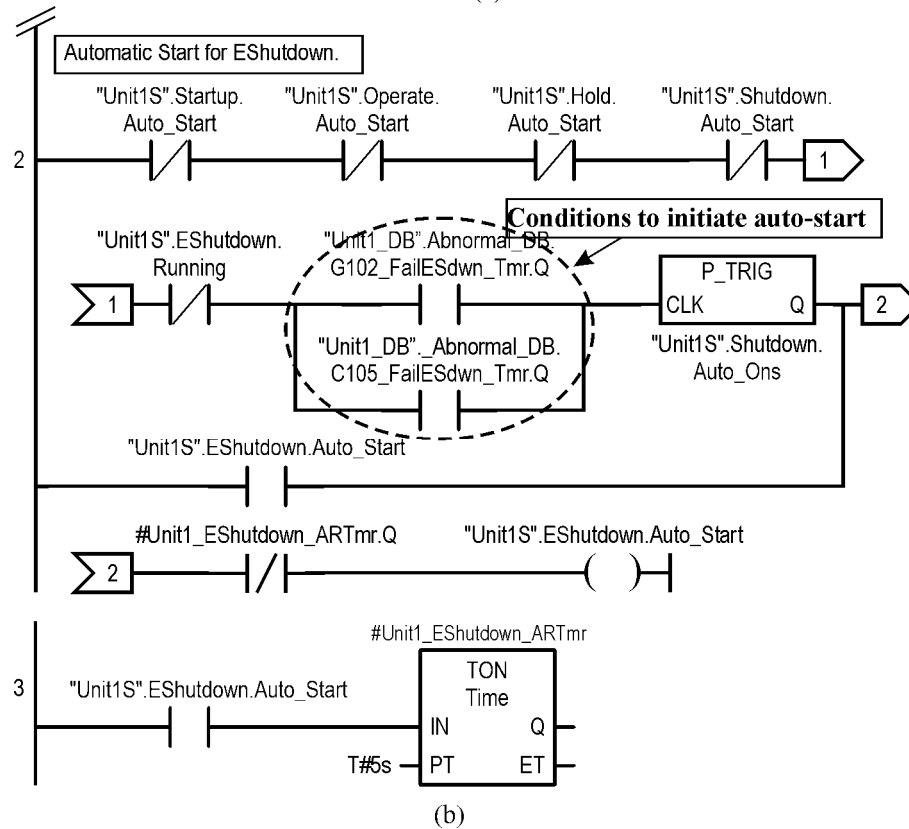 Automatic Start for EShutdown.
"Unit1S".Startup. "Unit1S".Operate. "Unit1S".Hold. "Unit1S".Shutdown.
Auto_Start Auto_Start Auto_Start Auto_Start
2
1
Conditions to initiate auto-start
"Unit1S".EShutdown. "Unit1_DB".Abnormal_DB.
Running G102_FailESdwn_Tmr.Q
P_TRIG
1
CLK Q
2
"Unit1_DB"._Abnormal_DB. "Unit1S".Shutdown.
C105_FailESdwn_Tmr.Q Auto_Ons
"Unit1S".EShutdown.Auto_Start
#Unit1_EShutdown_ARTmr.Q "Unit1S".EShutdown.Auto_Start
2
#Unit1_EShutdown_ARTmr
3
TON
"Unit1S".EShutdown.Auto_Start Time
IN Q
T#5s PT ET
(b)